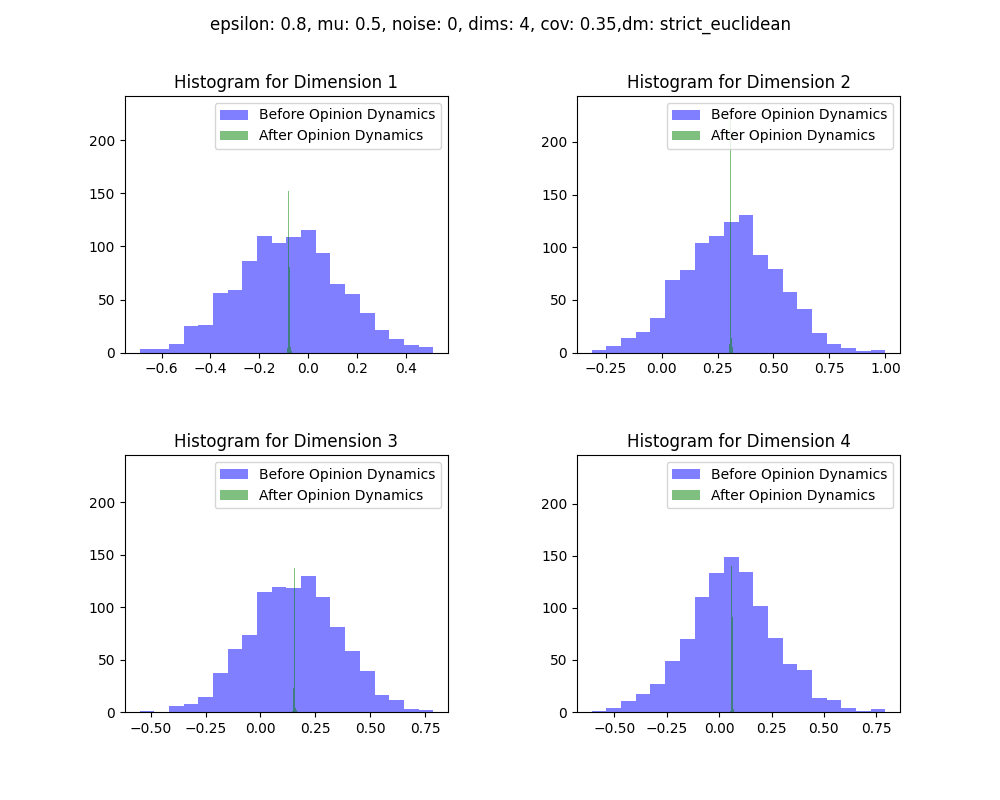 epsilon: 0.8, mu: 0.5, noise: 0, dims: 4, cov: 0.35,dm: strict_euclidean
Histogram for Dimension 1
Before Opinion Dynamics
After Opinion Dynamics
200
150
100
50
0
−0.6 −0.4 −0.2 0.0 0.2 0.4
Histogram for Dimension 2
Before Opinion Dynamics
After Opinion Dynamics
200
150
100
50
0
−0.25 0.00 0.25 0.50 0.75 1.00
Histogram for Dimension 3
Before Opinion Dynamics
After Opinion Dynamics
200
150
100
50
0
−0.50 −0.25 0.00 0.25 0.50 0.75
Histogram for Dimension 4
Before Opinion Dynamics
After Opinion Dynamics
200
150
100
50
0
−0.50 −0.25 0.00 0.25 0.50 0.75